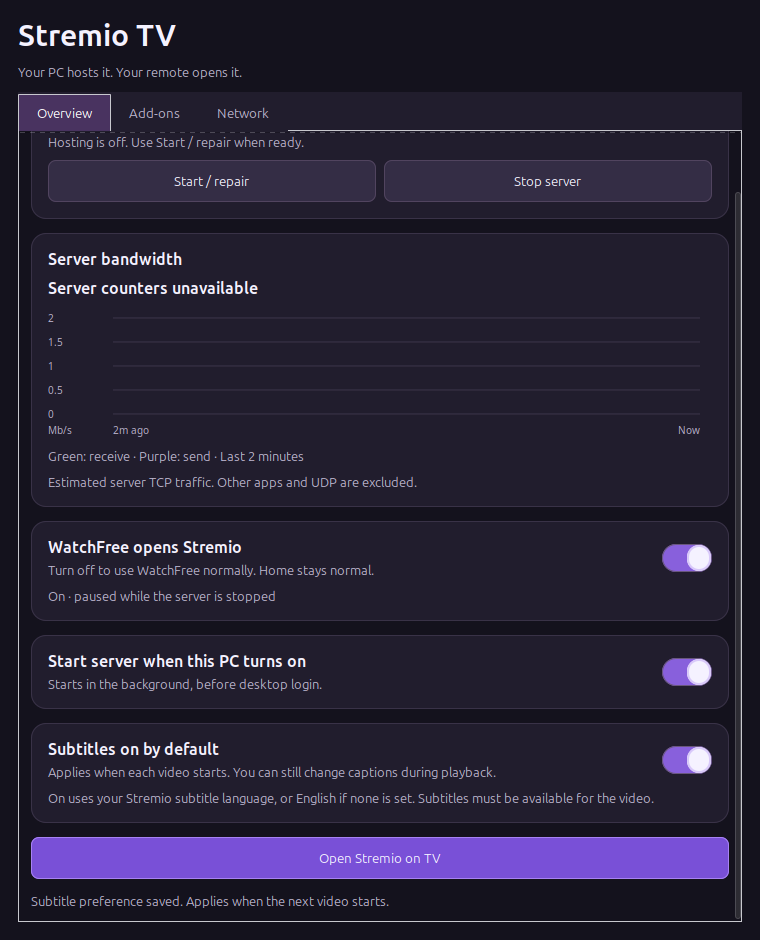 Stremio TV
Your PC hosts it. Your remote opens it.
Overview
Add-ons
Network
Hosting is off. Use Start / repair when ready.
Start / repair
Stop server
Server bandwidth
Server counters unavailable
2
1.5
1
0.5
0
Mb/s
2m ago
Now
Green: receive · Purple: send · Last 2 minutes
Estimated server TCP traffic. Other apps and UDP are excluded.
WatchFree opens Stremio
Turn off to use WatchFree normally. Home stays normal.
On · paused while the server is stopped
Start server when this PC turns on
Starts in the background, before desktop login.
Subtitles on by default
Applies when each video starts. You can still change captions during playback.
On uses your Stremio subtitle language, or English if none is set. Subtitles must be available for the video.
Open Stremio on TV
Subtitle preference saved. Applies when the next video starts.